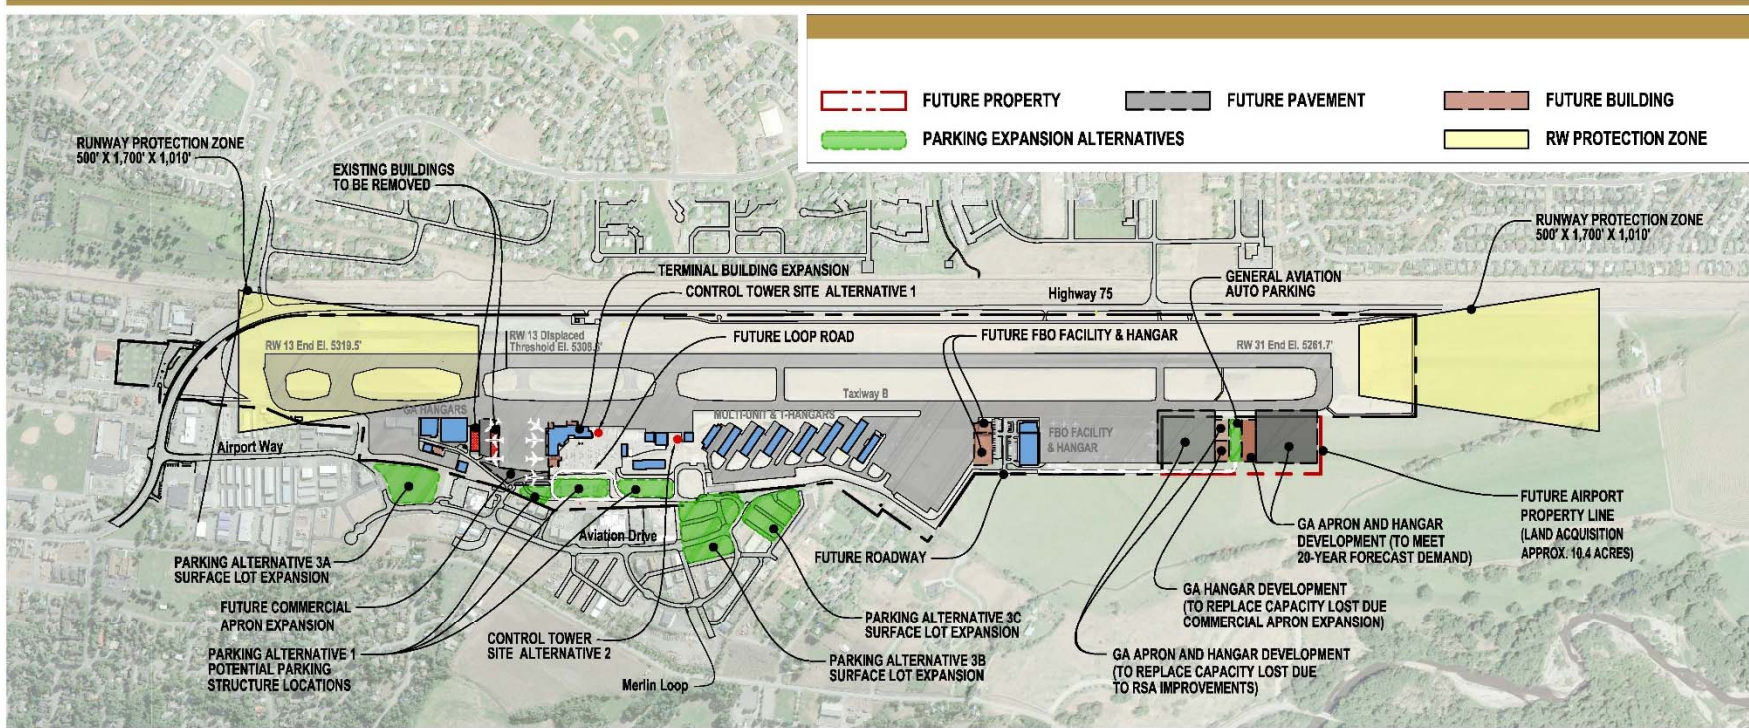 FUTURE PROPERTY
FUTURE PAVEMENT
FUTURE BUILDING
PARKING EXPANSION ALTERNATIVES
RW PROTECTION ZONE
RUNWAY PROTECTION ZONE
500' X 1,700' X 1,010'
EXISTING BUILDINGS
TO BE REMOVED
RUNWAY PROTECTION ZONE
500' X 1,700' X 1,010'
TERMINAL BUILDING EXPANSION
CONTROL TOWER SITE ALTERNATIVE 1
GENERAL AVIATION
AUTO PARKING
Highway 75
RW 13 End El. 5319.5'
RW 13 Displaced
Threshold El. 5308.
FUTURE LOOP ROAD
FUTURE FBO FACILITY & HANGAR
RW 31 End El. 5261.7'
Taxiway B
GA HANGARS
MULTI-UNIT & T-HANGARS
Airport Way
FBO FACILITY
& HANGAR
Aviation Drive
FUTURE ROADWAY
FUTURE AIRPORT
PROPERTY LINE
(LAND ACQUISITION
APPROX. 10.4 ACRES)
GA APRON AND HANGAR
DEVELOPMENT (TO MEET
20-YEAR FORECAST DEMAND)
PARKING ALTERNATIVE 3A
SURFACE LOT EXPANSION
FUTURE COMMERCIAL
APRON EXPANSION
PARKING ALTERNATIVE 1
POTENTIAL PARKING
STRUCTURE LOCATIONS
CONTROL TOWER
SITE ALTERNATIVE 2
Merlin Loop
PARKING ALTERNATIVE 3C
SURFACE LOT EXPANSION
PARKING ALTERNATIVE 3B
SURFACE LOT EXPANSION
GA HANGAR DEVELOPMENT
(TO REPLACE CAPACITY LOST DUE
COMMERCIAL APRON EXPANSION)
GA APRON AND HANGAR DEVELOPMENT
(TO REPLACE CAPACITY LOST DUE
TO RSA IMPROVEMENTS)